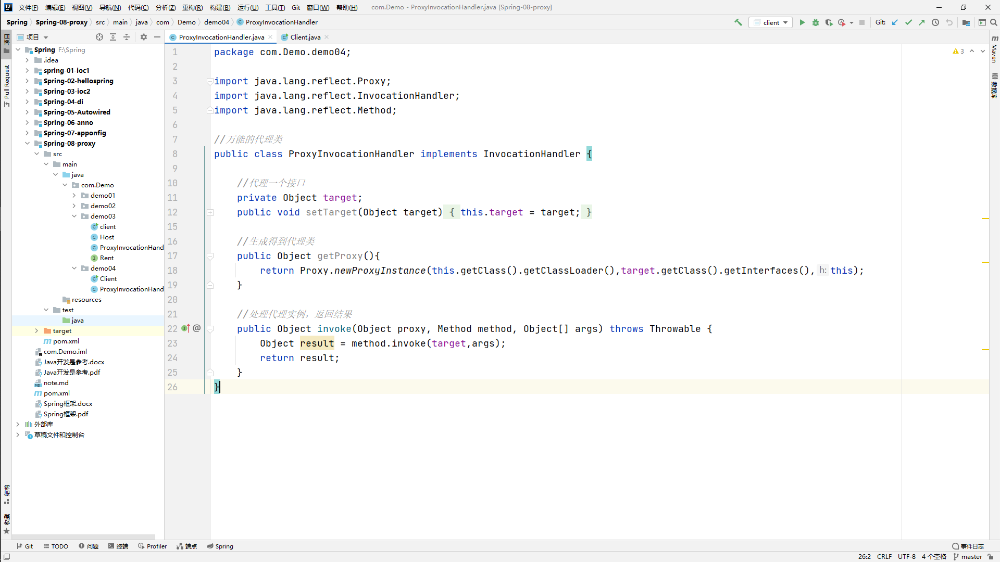 文件(F) 编辑(E) 视图(V) 导航(N) 代码(C) 分析(Z) 重构(R) 构建(B) 运行(U) 工具(T) Git 窗口(W) 帮助(H) com.Demo - ProxyInvocationHandler.java [Spring-08-proxy]
Spring Spring-08-proxy src main java com Demo demo04 ProxyInvocationHandler client Git:
项目
ProxyInvocationHandler.java Client.java
项目
Pull Request
结构
收藏
Spring F:\Spring
.idea
spring-01-ioc1
Spring-02-hellospring
Spring-03-ioc2
Spring-04-di
Spring-05-Autowired
Spring-06-anno
Spring-07-apponfig
Spring-08-proxy
src
main
java
com.Demo
demo01
demo02
demo03
client
Host
ProxyInvocationHand
Rent
demo04
Client
ProxyInvocationHand
resources
test
java
target
pom.xml
com.Demo.iml
Java开发是参考.docx
Java开发是参考.pdf
note.md
pom.xml
Spring框架.docx
Spring框架.pdf
外部库
草稿文件和控制台
1 package com.Demo.demo04;
2
3 import java.lang.reflect.Proxy;
4 import java.lang.reflect.InvocationHandler;
5 import java.lang.reflect.Method;
6
7 //万能的代理类
8 public class ProxyInvocationHandler implements InvocationHandler {
9
10 //代理一个接口
11 private Object target;
12 public void setTarget(Object target) { this.target = target; }
15
16 //生成得到代理类
17 public Object getProxy(){
18 return Proxy.newProxyInstance(this.getClass().getClassLoader(),target.getClass().getInterfaces(), h: this);
19 }
20
21 //处理代理实例，返回结果
22 @ public Object invoke(Object proxy, Method method, Object[] args) throws Throwable {
23 Object result = method.invoke(target,args);
24 return result;
25 }
26 }
3
Maven
数据库
Git TODO 问题 终端 Profiler 端点 Spring 事件日志
26:2 CRLF UTF-8 4 个空格 master